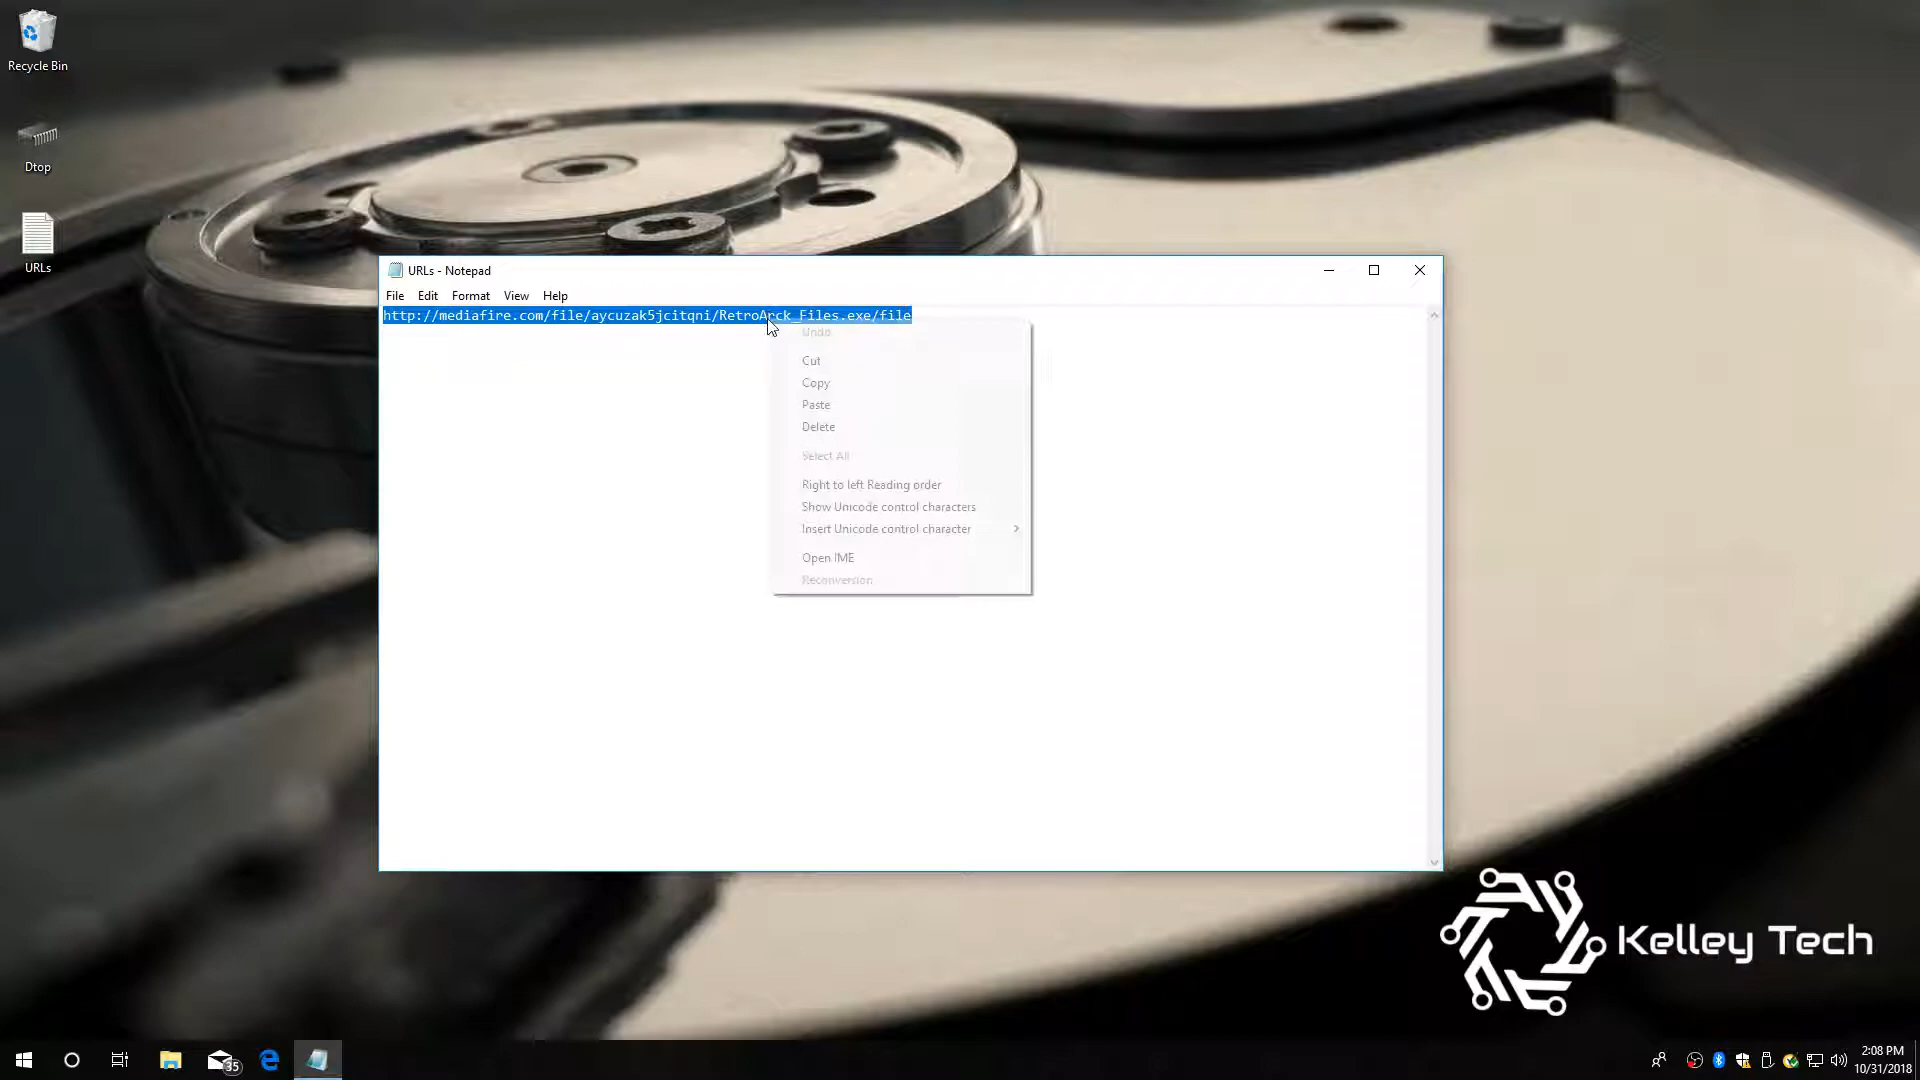 Recycle Bin
Dtop
URLs
URLs - Notepad
File Edit Format View Help
http://mediafire.com/file/aycuzak5jcitqni/RetroArck_Files.exe/file
Undo
Cut
Copy
Paste
Delete
Select All
Right to left Reading order
Show Unicode control characters
Insert Unicode control character
Open IME
Reconversion
Kelley Tech
35
2:08 PM
10/31/2018